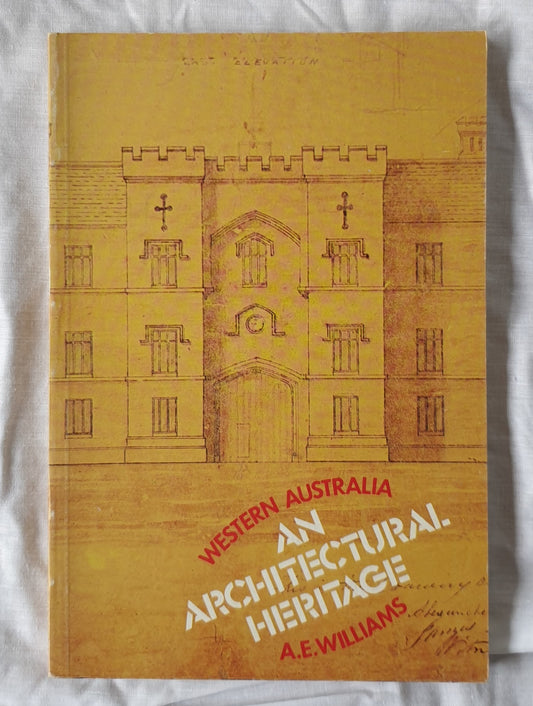 EAST ELEVATION
WESTERN AUSTRALIA
AN
ARCHITECTURAL
HERITAGE
A.E. WILLIAMS